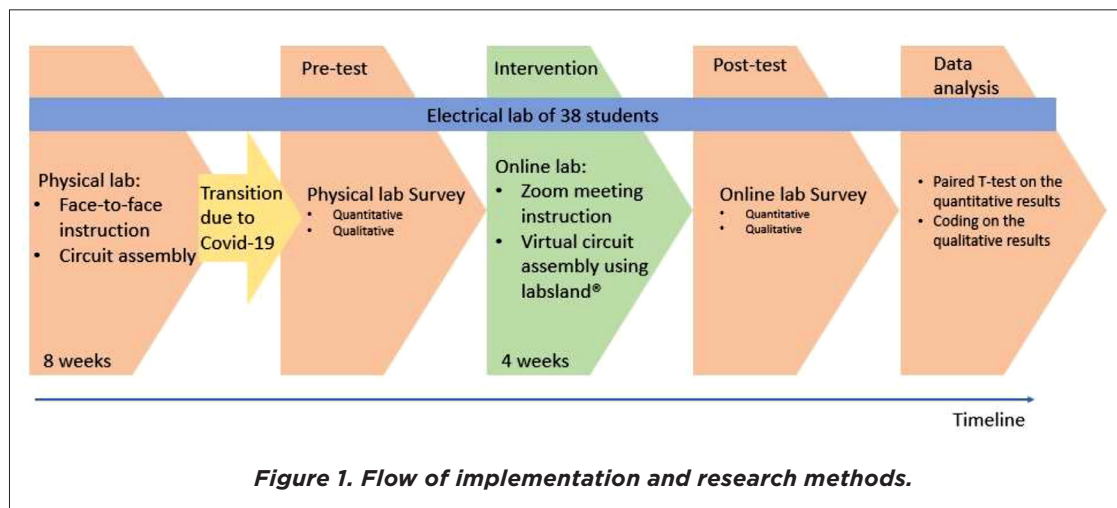 Pre-test
Intervention
Post-test
Data
analysis
Electrical lab of 38 students
Physical lab:
• Face-to-face
instruction
• Circuit assembly
8 weeks
Transition
due to
Covid-19
Physical lab Survey
• Quantitative
• Qualitative
Online lab:
• Zoom meeting
instruction
• Virtual circuit
assembly using
labsland®
4 weeks
Online lab Survey
• Quantitative
• Qualitative
• Paired T-test on the
quantitative results
• Coding on the
qualitative results
Timeline
Figure 1. Flow of implementation and research methods.